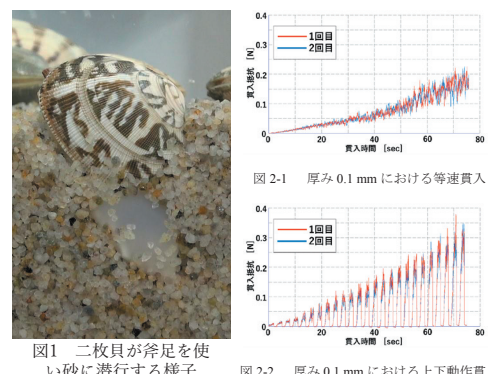 図1 二枚貝が斧足を使
い砂に潜行する様子
0.4
0.3
0.2
0.1
0
0
20
40
60
80
貫入抵抗 [N]
貫入時間 [sec]
1回目
2回目
図 2-1 厚み 0.1 mm における等速貫入
0.4
0.3
0.2
0.1
0
0
20
40
60
80
貫入抵抗 [N]
貫入時間 [sec]
1回目
2回目
図 2-2 厚み 0.1 mm における上下動作貫